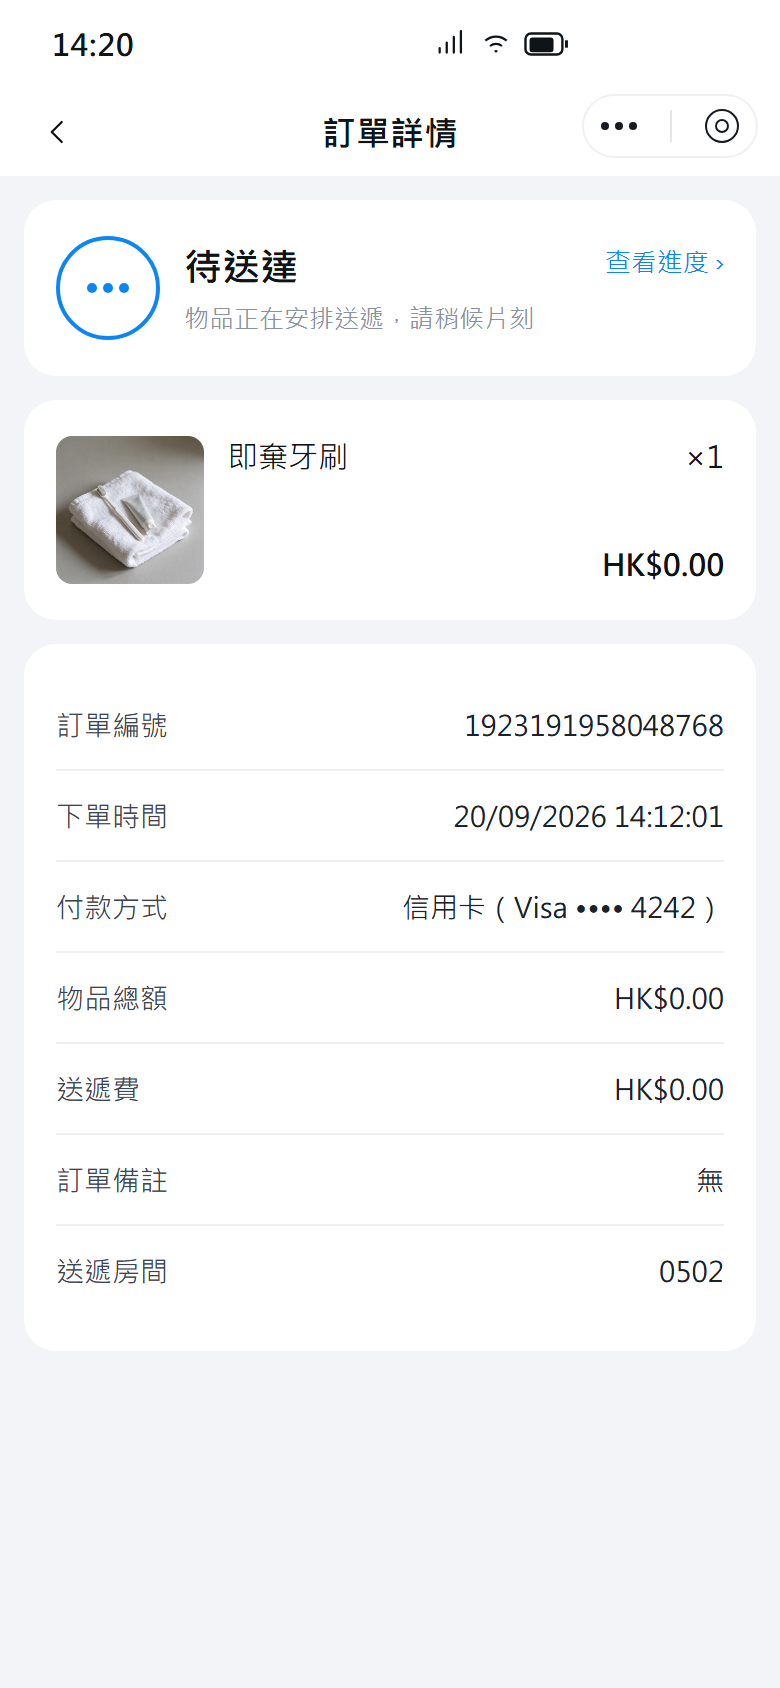 14:20
訂單詳情
待送達
查看進度 ›
物品正在安排送遞，請稍候片刻
即棄牙刷 ×1
HK$0.00
訂單編號 1923191958048768
下單時間 20/09/2026 14:12:01
付款方式 信用卡（Visa •••• 4242）
物品總額 HK$0.00
送遞費 HK$0.00
訂單備註 無
送遞房間 0502